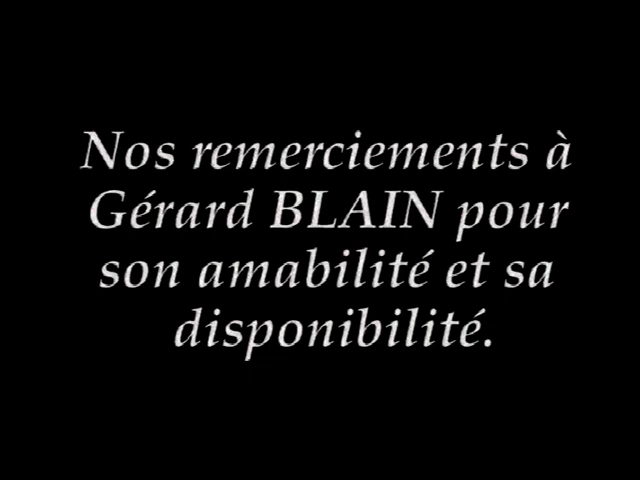 Nos remerciements à
Gérard BLAIN pour
son amabilité et sa
disponibilité.